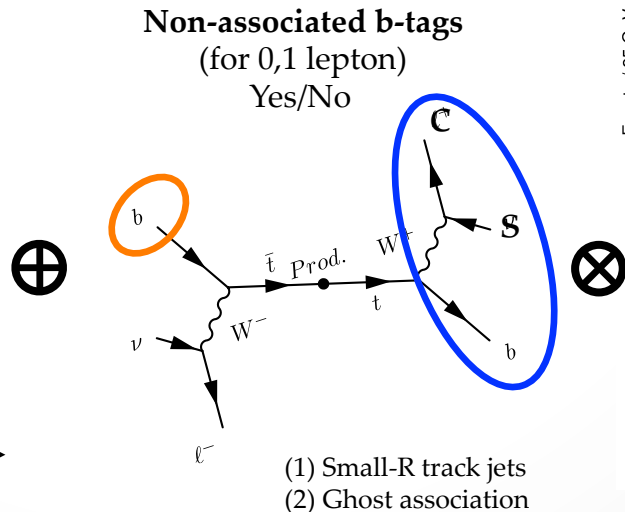 Non-associated b-tags
(for 0,1 lepton)
Yes/No
C
S
b
t̄
Prod.
W⁺
t
W⁻
ν
b
ℓ⁻
(1) Small-R track jets
(2) Ghost association